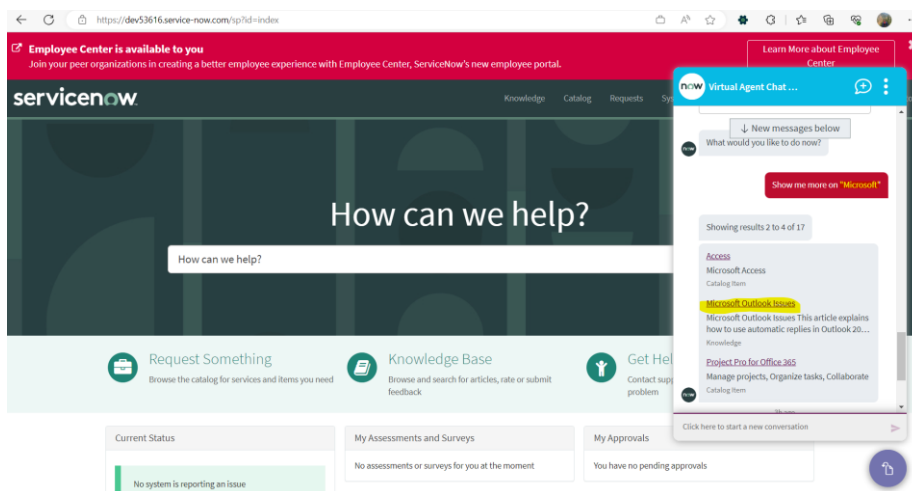 https://dev53616.service-now.com/sp?id=index
Employee Center is available to you
Join your peer organizations in creating a better employee experience with Employee Center, ServiceNow's new employee portal.
Learn More about Employee
Center
servicenow
Knowledge Catalog Requests
How can we help?
How can we help?
Request Something
Browse the catalog for services and items you need
Knowledge Base
Browse and search for articles, rate or submit
feedback
Get Hel
Contact sup
problem
Current Status
No system is reporting an issue
My Assessments and Surveys
No assessments or surveys for you at the moment
My Approvals
You have no pending approvals
now Virtual Agent Chat ...
↓ New messages below
What would you like to do now?
Show me more on "Microsoft"
Showing results 2 to 4 of 17
Access
Microsoft Access
Catalog Item
Microsoft Outlook Issues
Microsoft Outlook Issues This article explains
how to use automatic replies in Outlook 20...
Knowledge
Project Pro for Office 365
Manage projects, Organize tasks, Collaborate
Catalog Item
Click here to start a new conversation